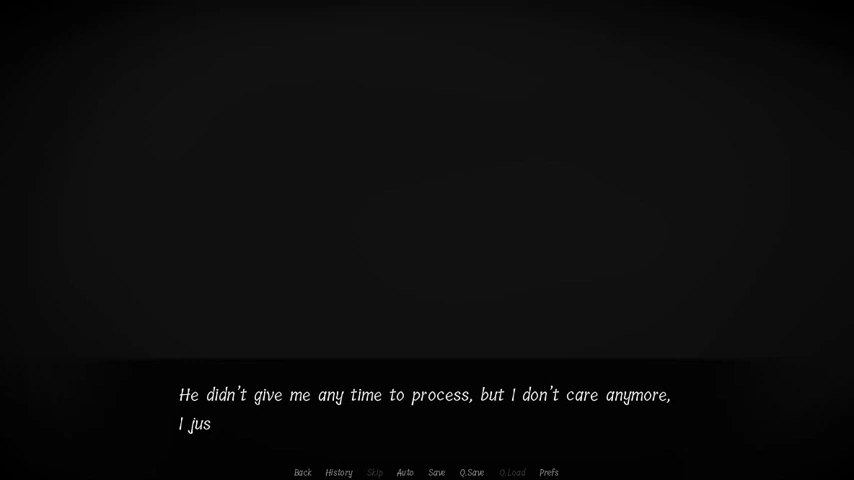 He didn't give me any time to process, but I don't care anymore,
I jus
Back History Skip Auto Save Q.Save Q.Load Prefs